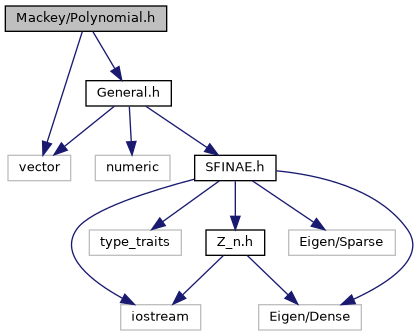 Mackey/Polynomial.h
General.h
vector
numeric
SFINAE.h
type_traits
Z_n.h
Eigen/Sparse
iostream
Eigen/Dense